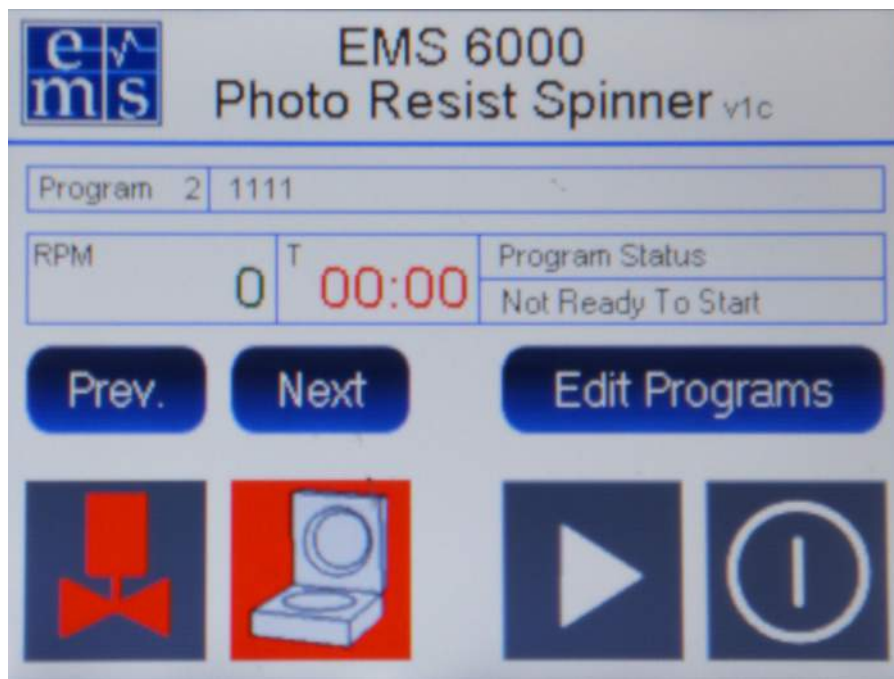 ems
EMS 6000
Photo Resist Spinner v1c
Program 2 1111
RPM 0 T 00:00 Program Status
Not Ready To Start
Prev. Next Edit Programs